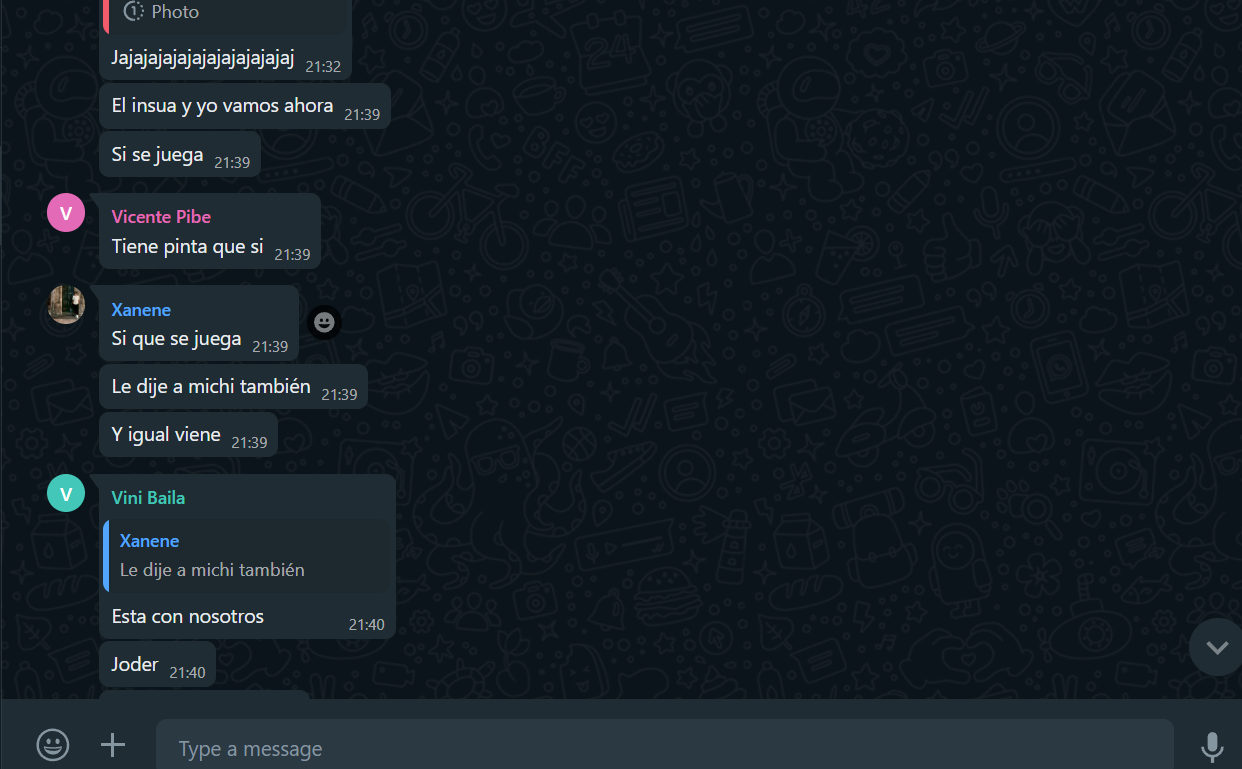 Photo
Jajajajajajajajajajajajajaj 21:32
El insua y yo vamos ahora 21:39
Si se juega 21:39
V
Vicente Pibe
Tiene pinta que si 21:39
Xanene
Si que se juega 21:39
Le dije a michi también 21:39
Y igual viene 21:39
V
Vini Baila
Xanene
Le dije a michi también
Esta con nosotros 21:40
Joder 21:40
Type a message